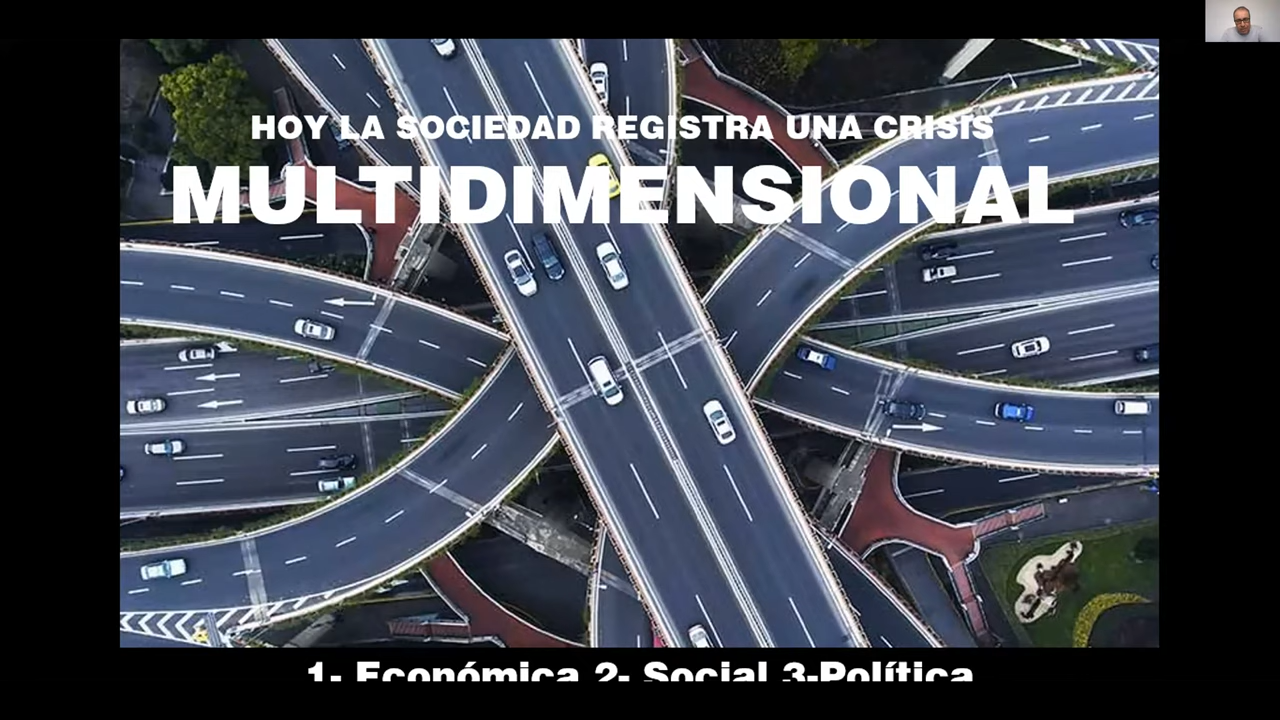 HOY LA SOCIEDAD REGISTRA UNA CRISIS
MULTIDIMENSIONAL
1- Económica 2- Social 3-Política